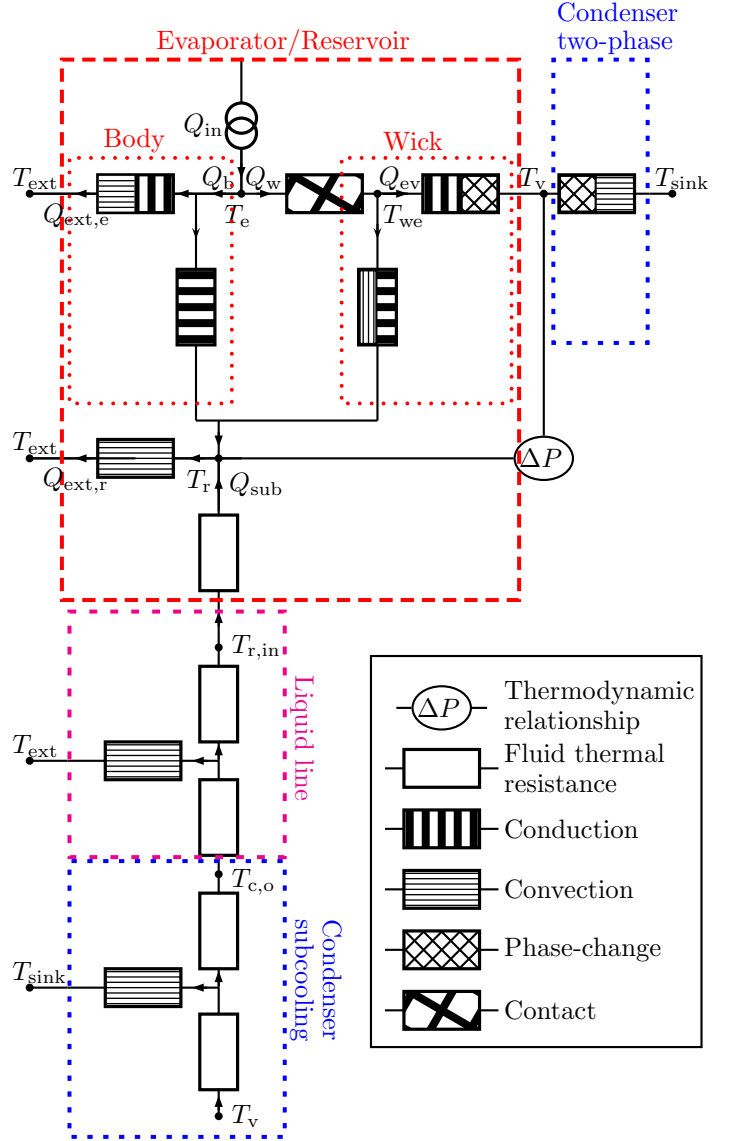 Condenser
two-phase
Evaporator/Reservoir
Q_in
Body
Wick
T_ext
Q_b
Q_w
Q_ev
T_v
T_sink
Q_ext,e
T_e
T_we
T_ext
ΔP
Q_ext,r
T_r
Q_sub
T_r,in
Liquid line
T_ext
T_c,o
Condenser
subcooling
T_sink
T_v
ΔP
Thermodynamic
relationship
Fluid thermal
resistance
Conduction
Convection
Phase-change
Contact